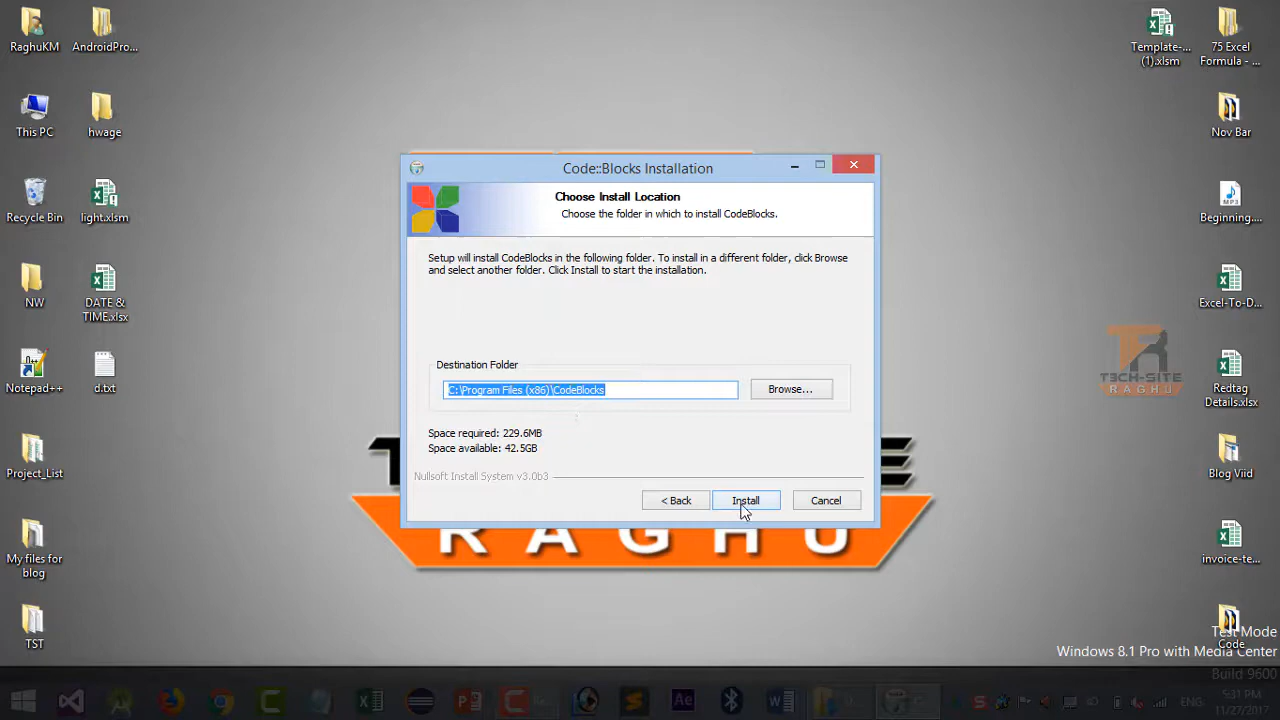 RaghuKM
AndroidPro...
Template-...
(1).xlsm
75 Excel
Formula - ...
This PC
hwage
Nov Bar
Code::Blocks Installation
Choose Install Location
Choose the folder in which to install CodeBlocks.
Recycle Bin
light.xlsm
Beginning....
Setup will install CodeBlocks in the following folder. To install in a different folder, click Browse
and select another folder. Click Install to start the installation.
NW
DATE &
TIME.xlsx
Excel-To-D...
Destination Folder
C:\Program Files (x86)\CodeBlocks
Browse...
Notepad++
d.txt
T3CH-SITE
RAGHU
Redtag
Details.xlsx
Space required: 229.6MB
Space available: 42.5GB
Nullsoft Install System v3.0b3
Project_List
Blog Viid
< Back
Install
Cancel
RAGHU
My files for
blog
invoice-te...
TST
Code
Test Mode
Windows 8.1 Pro with Media Center
Build 9600
ENG
5:31 PM
11/27/2017